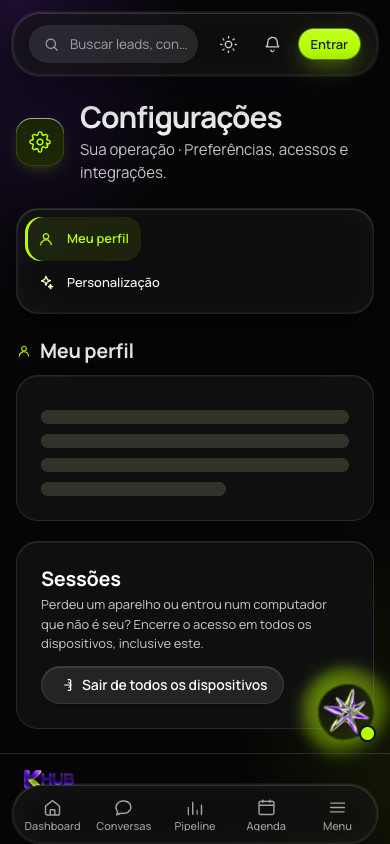 Buscar leads, con...
Entrar
Configurações
Sua operação · Preferências, acessos e
integrações.
Meu perfil
Personalização
Meu perfil
Sessões
Perdeu um aparelho ou entrou num computador
que não é seu? Encerre o acesso em todos os
dispositivos, inclusive este.
Sair de todos os dispositivos
KHUB
Dashboard
Conversas
Pipeline
Agenda
Menu